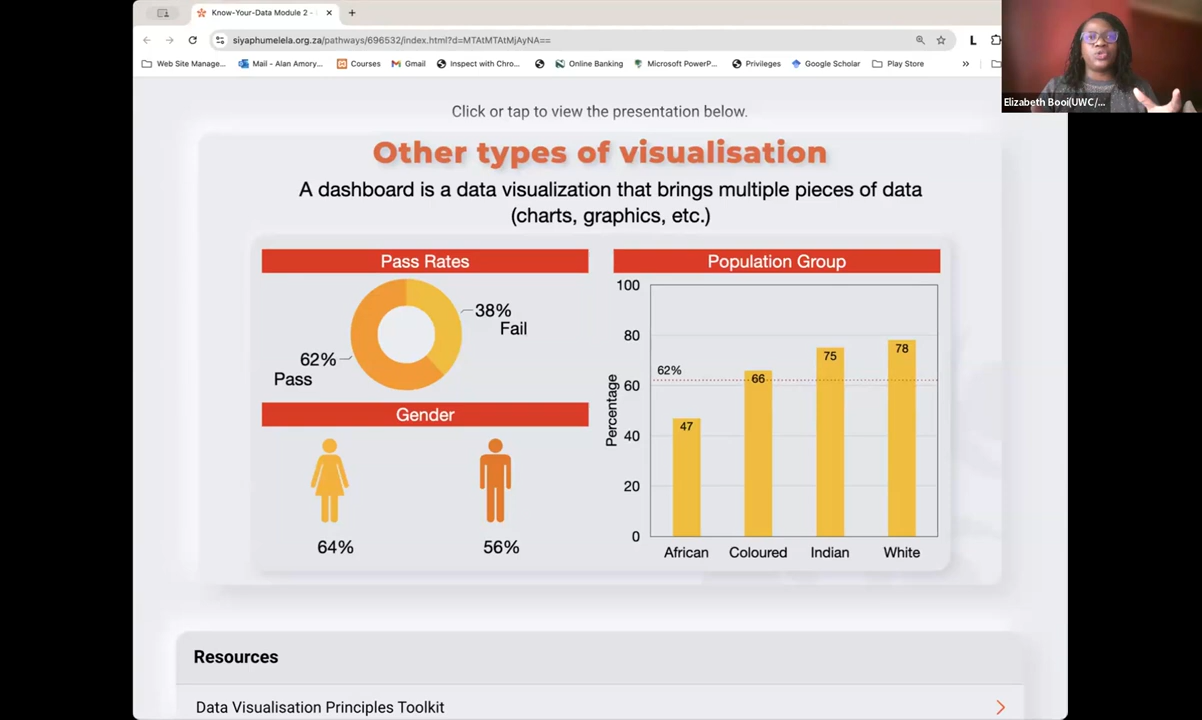 Know-Your-Data Module 2 -
siyaphumelela.org.za/pathways/696532/index.html?d=MTAtMTAtMjAyNA==
L
Web Site Manage...
Mail - Alan Amory...
Courses
Gmail
Inspect with Chro...
Online Banking
Microsoft PowerP...
Privileges
Google Scholar
Play Store
»
Elizabeth Booi(UWC/...
Click or tap to view the presentation below.
Other types of visualisation
A dashboard is a data visualization that brings multiple pieces of data
(charts, graphics, etc.)
Pass Rates
38%
Fail
62%
Pass
Gender
64%
56%
Population Group
Percentage
100
80
60
40
20
0
62%
47
66
75
78
African
Coloured
Indian
White
Resources
Data Visualisation Principles Toolkit